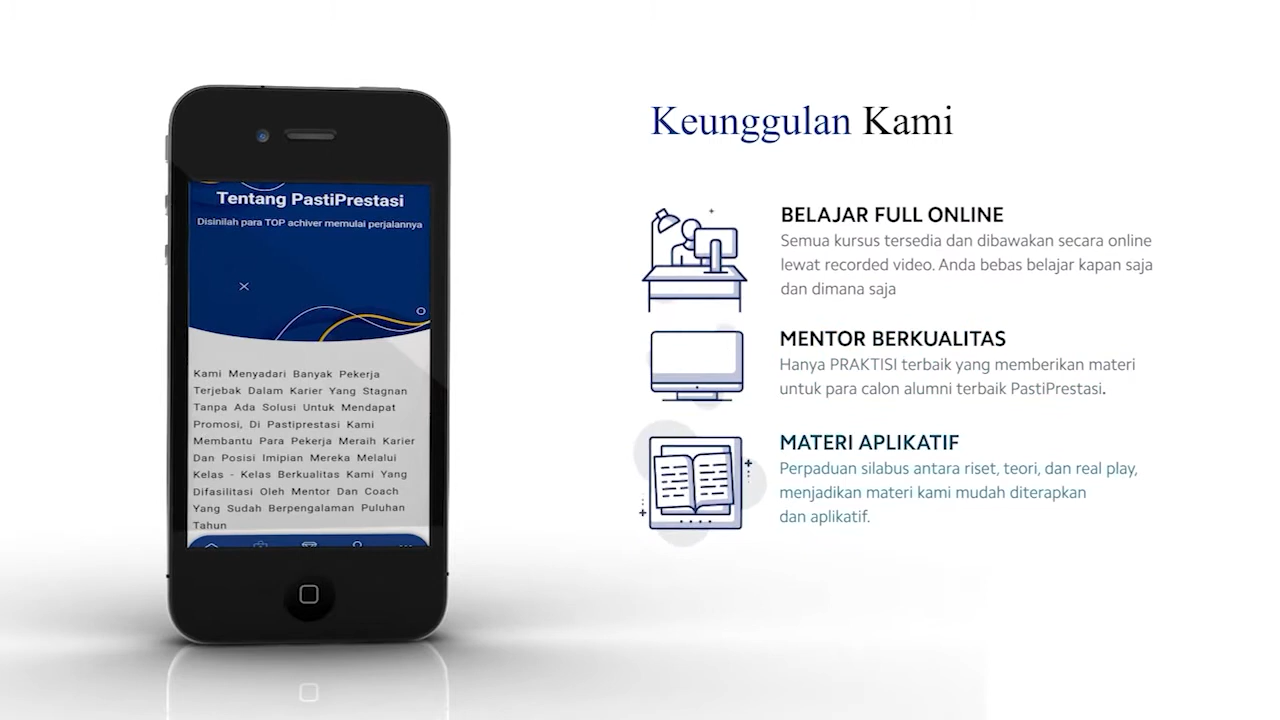 Tentang PastiPrestasi
Disinilah para TOP achiver memulai perjalannya
Kami Menyadari Banyak Pekerja
Terjebak Dalam Karier Yang Stagnan
Tanpa Ada Solusi Untuk Mendapat
Promosi, Di Pastiprestasi Kami
Membantu Para Pekerja Meraih Karier
Dan Posisi Imipian Mereka Melalui
Kelas - Kelas Berkualitas Kami Yang
Difasilitasi Oleh Mentor Dan Coach
Yang Sudah Berpengalaman Puluhan
Tahun
Keunggulan Kami
BELAJAR FULL ONLINE
Semua kursus tersedia dan dibawakan secara online
lewat recorded video. Anda bebas belajar kapan saja
dan dimana saja
MENTOR BERKUALITAS
Hanya PRAKTISI terbaik yang memberikan materi
untuk para calon alumni terbaik PastiPrestasi.
MATERI APLIKATIF
Perpaduan silabus antara riset, teori, dan real play,
menjadikan materi kami mudah diterapkan
dan aplikatif.